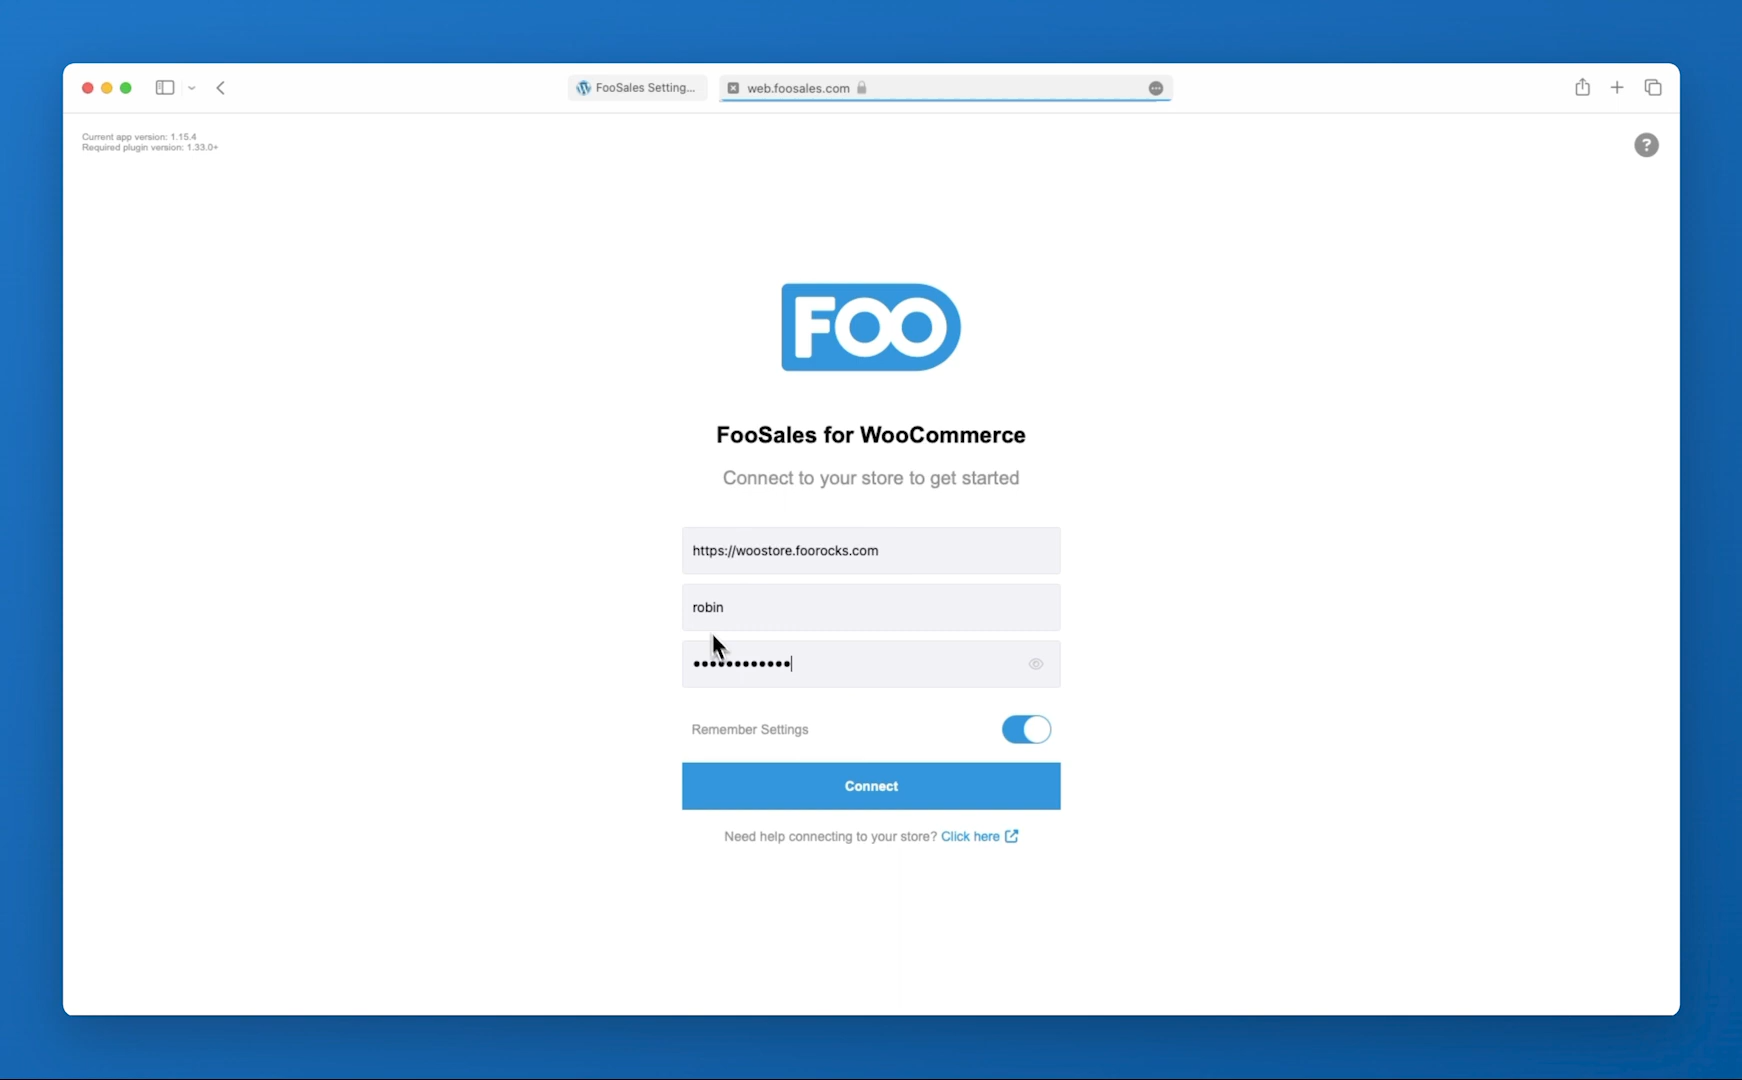 FooSales Setting...
web.foosales.com
Current app version: 1.15.4
Required plugin version: 1.33.0+
?
FOO
FooSales for WooCommerce
Connect to your store to get started
https://woostore.foorocks.com
robin
••••••••••••
Remember Settings
Connect
Need help connecting to your store? Click here